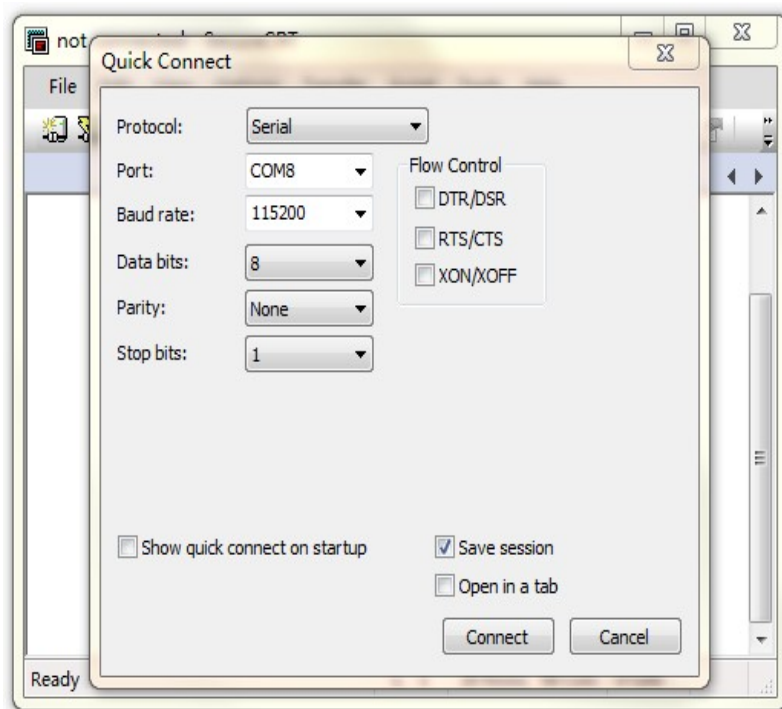 not
Quick Connect
File
Protocol: Serial
Port: COM8
Flow Control
DTR/DSR
Baud rate: 115200
RTS/CTS
Data bits: 8
XON/XOFF
Parity: None
Stop bits: 1
Show quick connect on startup
Save session
Open in a tab
Connect Cancel
Ready